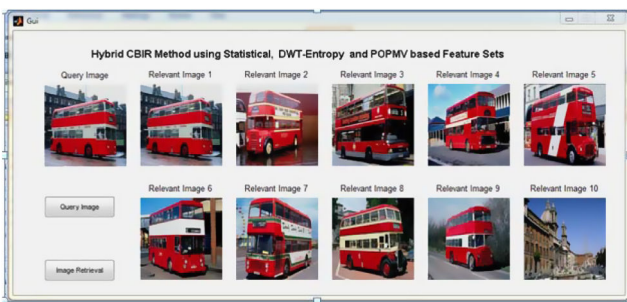 Gui
Hybrid CBIR Method using Statistical, DWT-Entropy and POPMV based Feature Sets
Query Image
Relevant Image 1
Relevant Image 2
Relevant Image 3
Relevant Image 4
Relevant Image 5
Relevant Image 6
Relevant Image 7
Relevant Image 8
Relevant Image 9
Relevant Image 10
Query Image
Image Retrieval